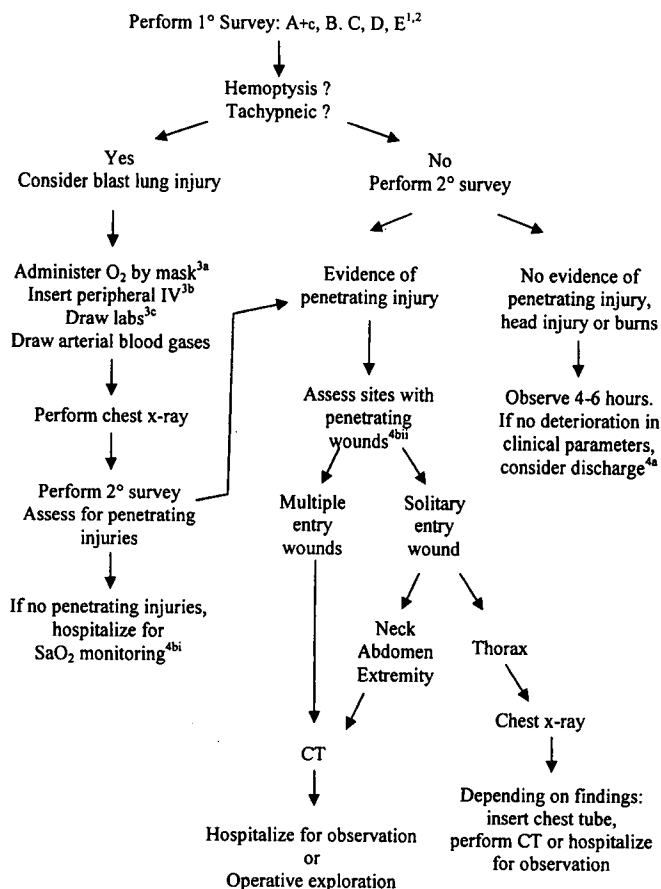 Perform 1° Survey: A+c, B. C, D, E1,2
Hemoptysis ?
Tachypneic ?
Yes
Consider blast lung injury
No
Perform 2° survey
Administer O2 by mask3a
Insert peripheral IV3b
Draw labs3c
Draw arterial blood gases
Evidence of
penetrating injury
No evidence of
penetrating injury,
head injury or burns
Perform chest x-ray
Assess sites with
penetrating
wounds4bii
Observe 4-6 hours.
If no deterioration in
clinical parameters,
consider discharge4a
Perform 2° survey
Assess for penetrating
injuries
Multiple
entry
wounds
Solitary
entry
wound
If no penetrating injuries,
hospitalize for
SaO2 monitoring4bi
Neck
Abdomen
Extremity
Thorax
Chest x-ray
CT
Depending on findings:
insert chest tube,
perform CT or hospitalize
for observation
Hospitalize for observation
or
Operative exploration